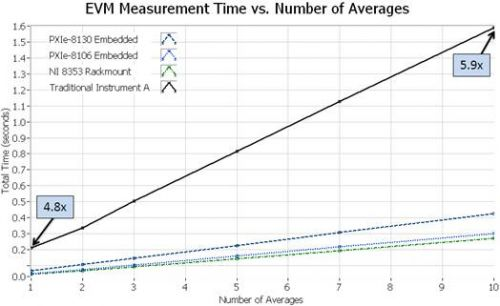 EVM Measurement Time vs. Number of Averages
PXIe-8130 Embedded
PXIe-8106 Embedded
NI 8353 Rackmount
Traditional Instrument A
5.9x
4.8x
Total Time (seconds)
1.6
1.5
1.4
1.3
1.2
1.1
1.0
0.9
0.8
0.7
0.6
0.5
0.4
0.3
0.2
0.0
1
2
3
4
5
6
7
8
9
10
Number of Averages